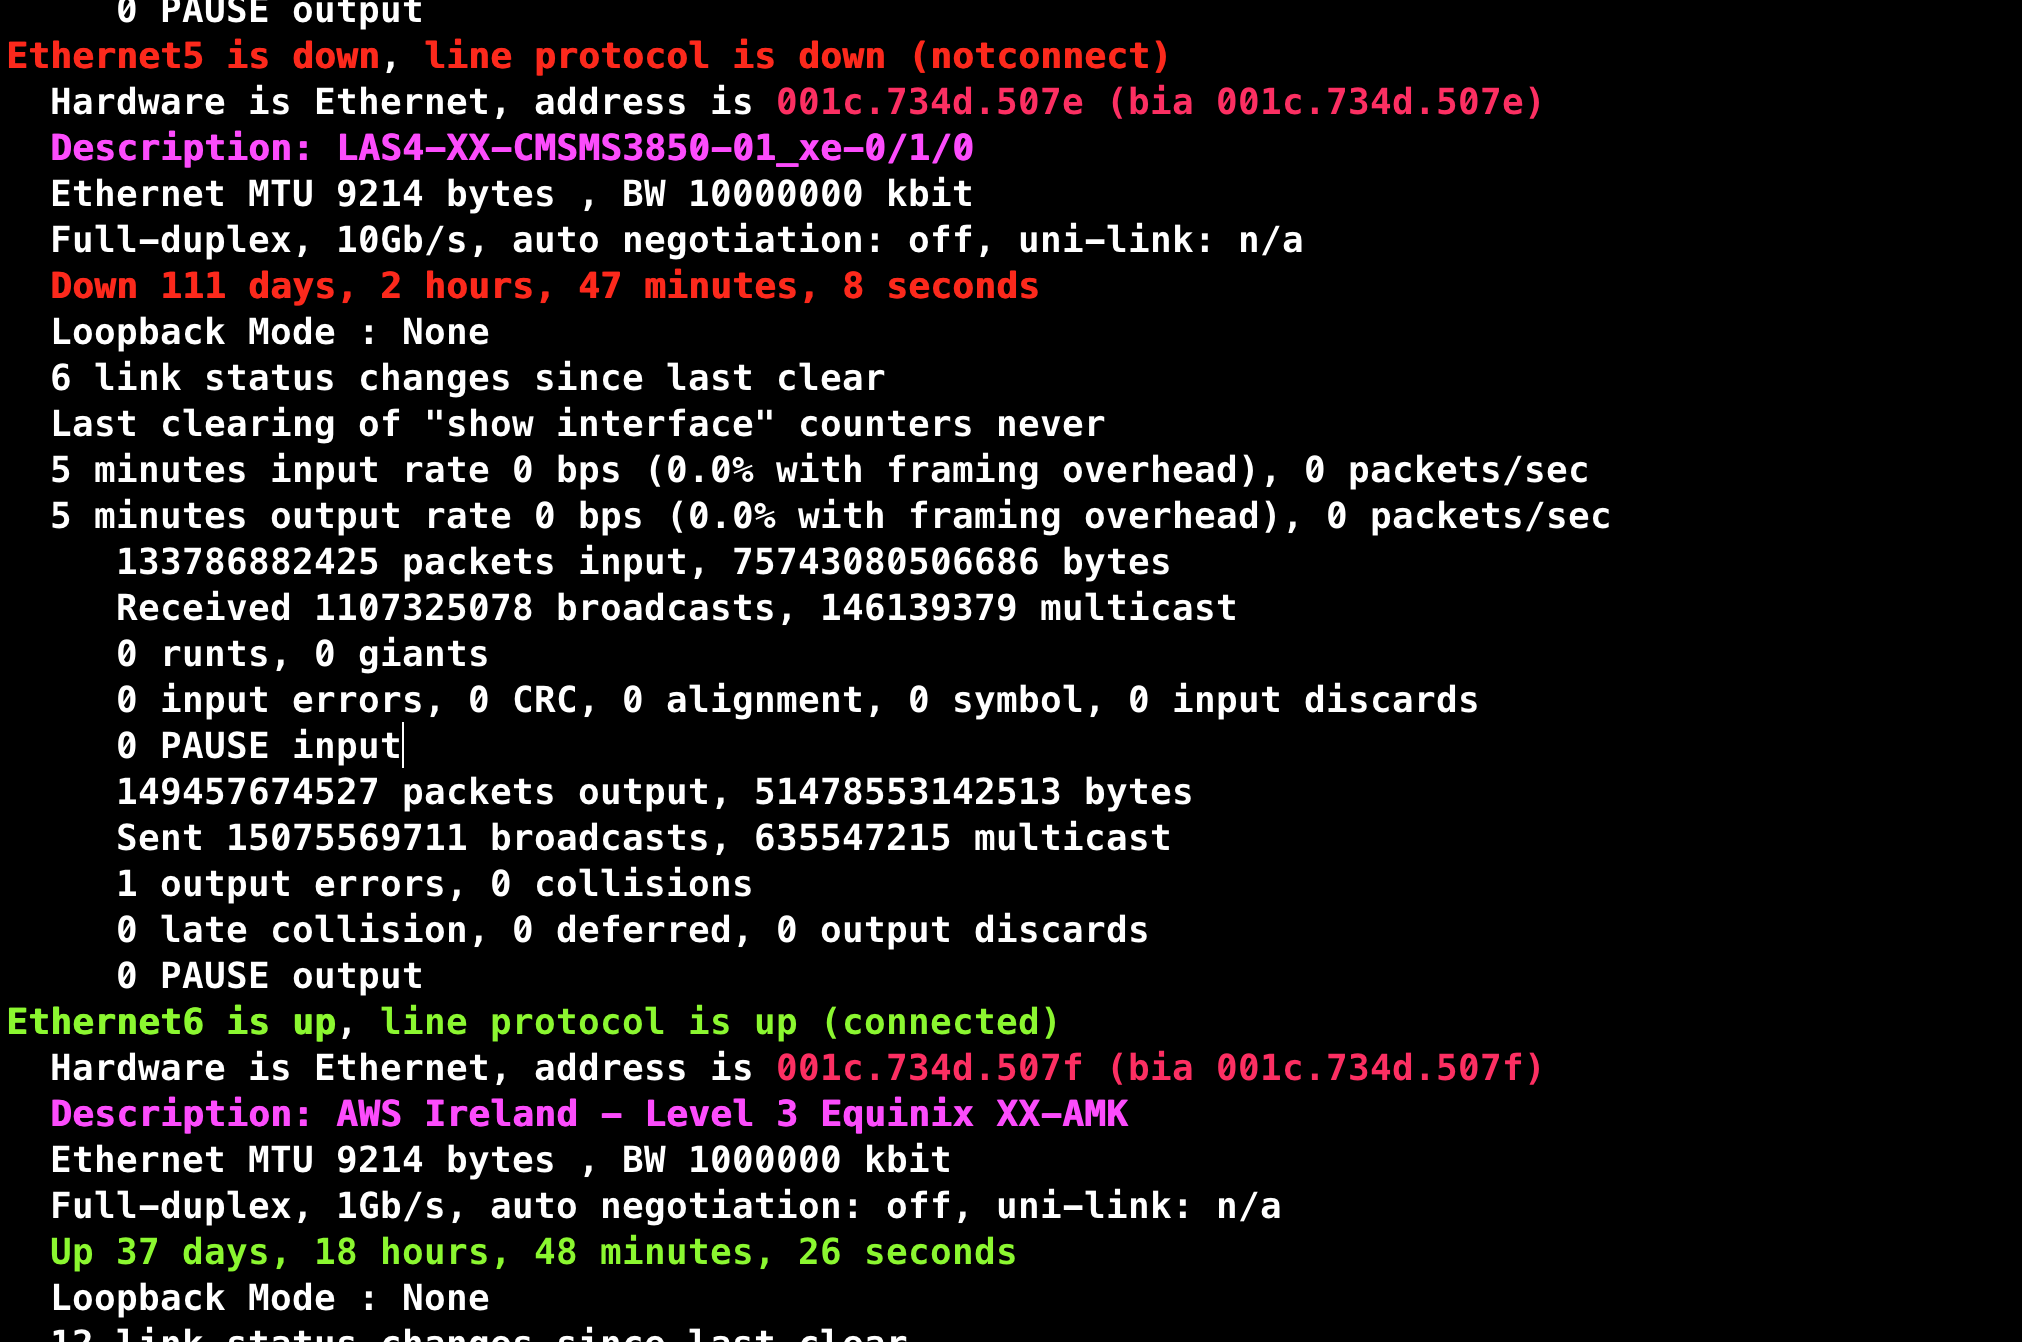 0 PAUSE output
Ethernet5 is down, line protocol is down (notconnect)
Hardware is Ethernet, address is 001c.734d.507e (bia 001c.734d.507e)
Description: LAS4-XX-CMSMS3850-01_xe-0/1/0
Ethernet MTU 9214 bytes , BW 10000000 kbit
Full-duplex, 10Gb/s, auto negotiation: off, uni-link: n/a
Down 111 days, 2 hours, 47 minutes, 8 seconds
Loopback Mode : None
6 link status changes since last clear
Last clearing of "show interface" counters never
5 minutes input rate 0 bps (0.0% with framing overhead), 0 packets/sec
5 minutes output rate 0 bps (0.0% with framing overhead), 0 packets/sec
133786882425 packets input, 75743080506686 bytes
Received 1107325078 broadcasts, 146139379 multicast
0 runts, 0 giants
0 input errors, 0 CRC, 0 alignment, 0 symbol, 0 input discards
0 PAUSE input
149457674527 packets output, 51478553142513 bytes
Sent 15075569711 broadcasts, 635547215 multicast
1 output errors, 0 collisions
0 late collision, 0 deferred, 0 output discards
0 PAUSE output
Ethernet6 is up, line protocol is up (connected)
Hardware is Ethernet, address is 001c.734d.507f (bia 001c.734d.507f)
Description: AWS Ireland - Level 3 Equinix XX-AMK
Ethernet MTU 9214 bytes , BW 1000000 kbit
Full-duplex, 1Gb/s, auto negotiation: off, uni-link: n/a
Up 37 days, 18 hours, 48 minutes, 26 seconds
Loopback Mode : None
12 link status changes since last clear